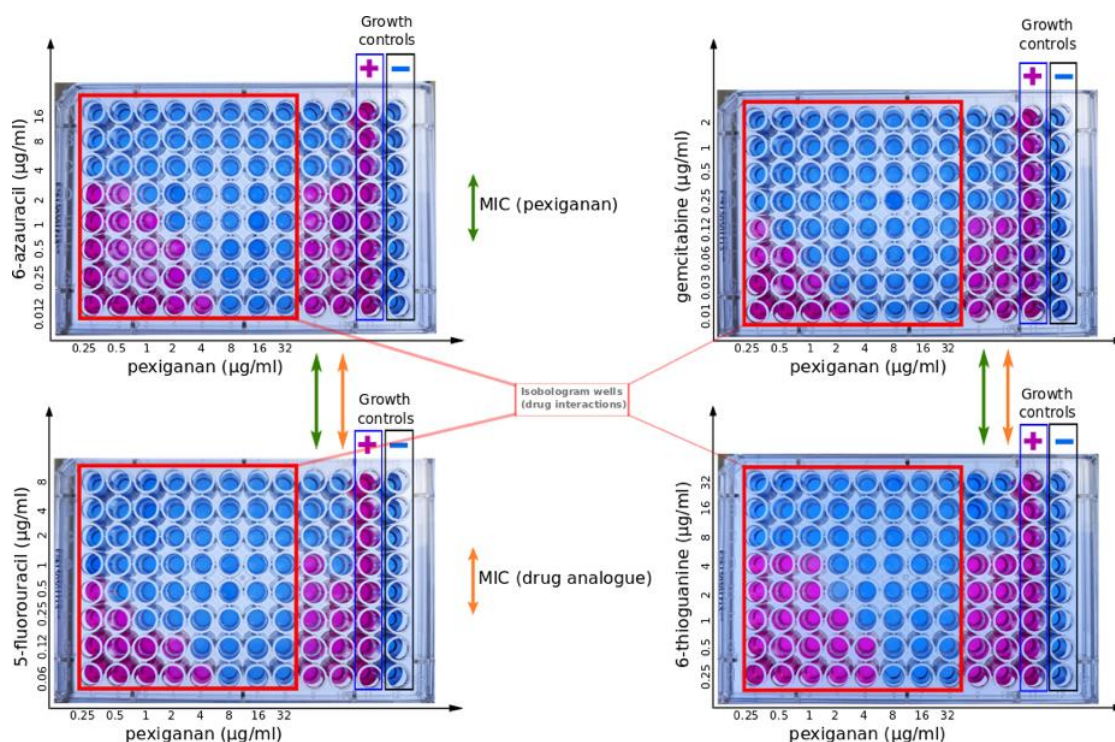 Growth
controls
+
−
6-azauracil (µg/ml)
16
8
4
2
1
0.5
0.25
0.012
0.25 0.5 1 2 4 8 16 32
pexiganan (µg/ml)
MIC (pexiganan)
Growth
controls
+
−
gemcitabine (µg/ml)
2
1
0.5
0.25
0.12
0.06
0.03
0.01
0.25 0.5 1 2 4 8 16 32
pexiganan (µg/ml)
Isobologram wells
(drug interactions)
Growth
controls
+
−
5-fluorouracil (µg/ml)
8
4
2
1
0.5
0.25
0.12
0.06
0.25 0.5 1 2 4 8 16 32
pexiganan (µg/ml)
MIC (drug analogue)
Growth
controls
+
−
6-thioguanine (µg/ml)
32
16
8
4
2
1
0.5
0.25
0.25 0.5 1 2 4 8 16 32
pexiganan (µg/ml)